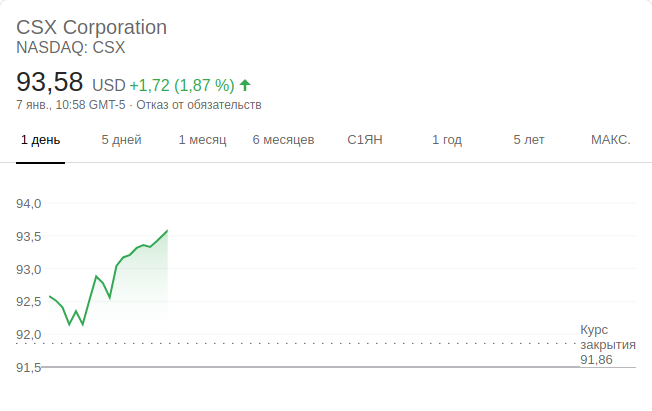 CSX Corporation
NASDAQ: CSX
93,58 USD +1,72 (1,87 %)
7 янв., 10:58 GMT-5 · Отказ от обязательств
1 день 5 дней 1 месяц 6 месяцев С1ЯН 1 год 5 лет МАКС.
94,0
93,5
93,0
92,5
92,0
91,5
Курс
закрытия
91,86